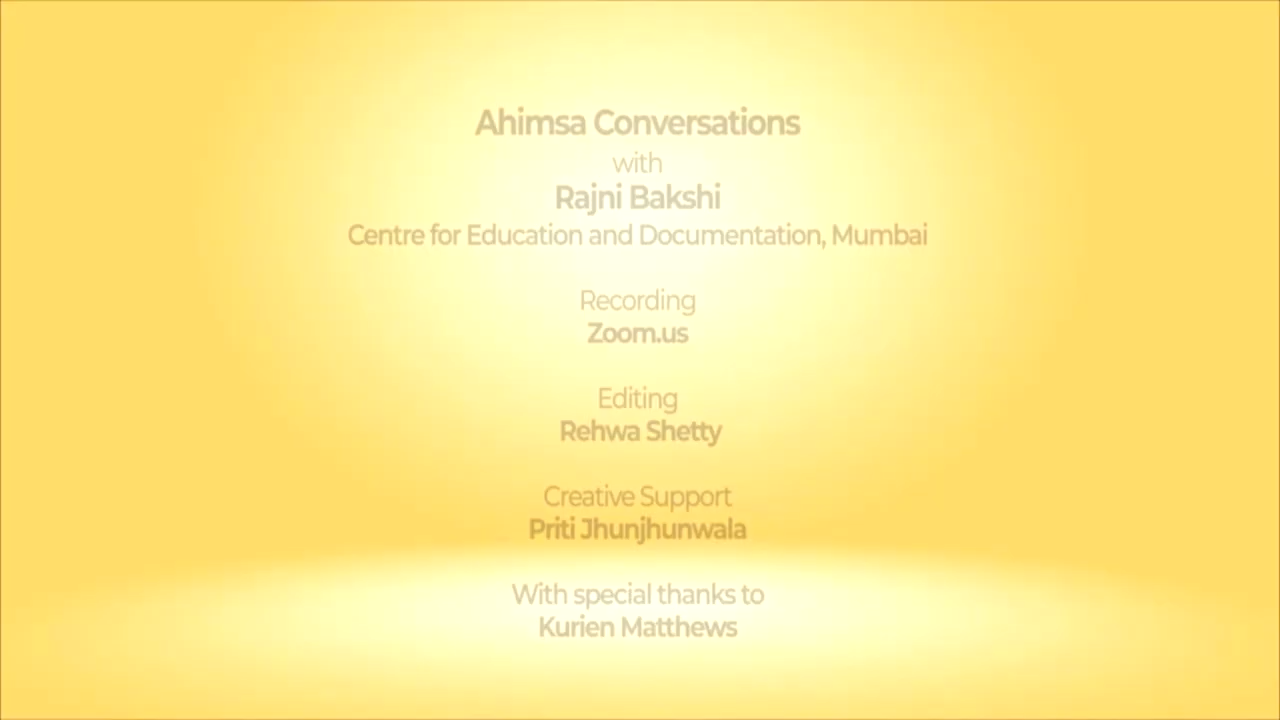 Ahimsa Conversations
with
Rajni Bakshi
Centre for Education and Documentation, Mumbai
Recording
Zoom.us
Editing
Rehwa Shetty
Creative Support
Priti Jhunjhunwala
With special thanks to
Kurien Matthews